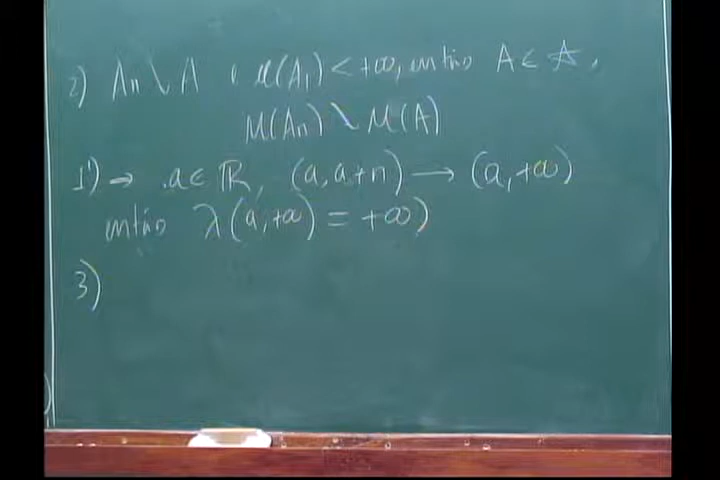 2) An ↘ A e μ(A₁) < +∞, então A ∈ 𝒜,
μ(An) ↘ μ(A)
1') → a ∈ ℝ, (a, a+n) → (a, +∞)
então λ(a, +∞) = +∞)
3)